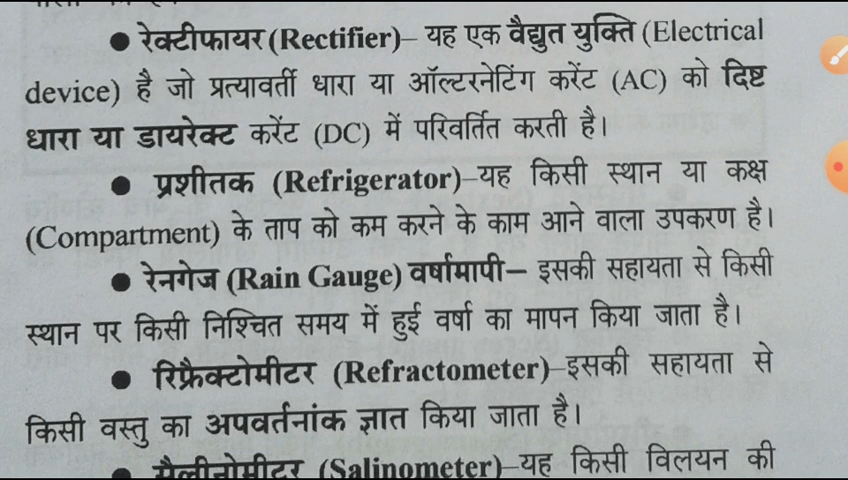 ● रेक्टीफायर (Rectifier)– यह एक वैद्युत युक्ति (Electrical
device) है जो प्रत्यावर्ती धारा या ऑल्टरनेटिंग करेंट (AC) को दिष्ट
धारा या डायरेक्ट करेंट (DC) में परिवर्तित करती है।
● प्रशीतक (Refrigerator)–यह किसी स्थान या कक्ष
(Compartment) के ताप को कम करने के काम आने वाला उपकरण है।
● रेनगेज (Rain Gauge) वर्षामापी– इसकी सहायता से किसी
स्थान पर किसी निश्चित समय में हुई वर्षा का मापन किया जाता है।
● रिफ्रैक्टोमीटर (Refractometer)–इसकी सहायता से
किसी वस्तु का अपवर्तनांक ज्ञात किया जाता है।
● सैलीनोमीटर (Salinometer)–यह किसी विलयन की